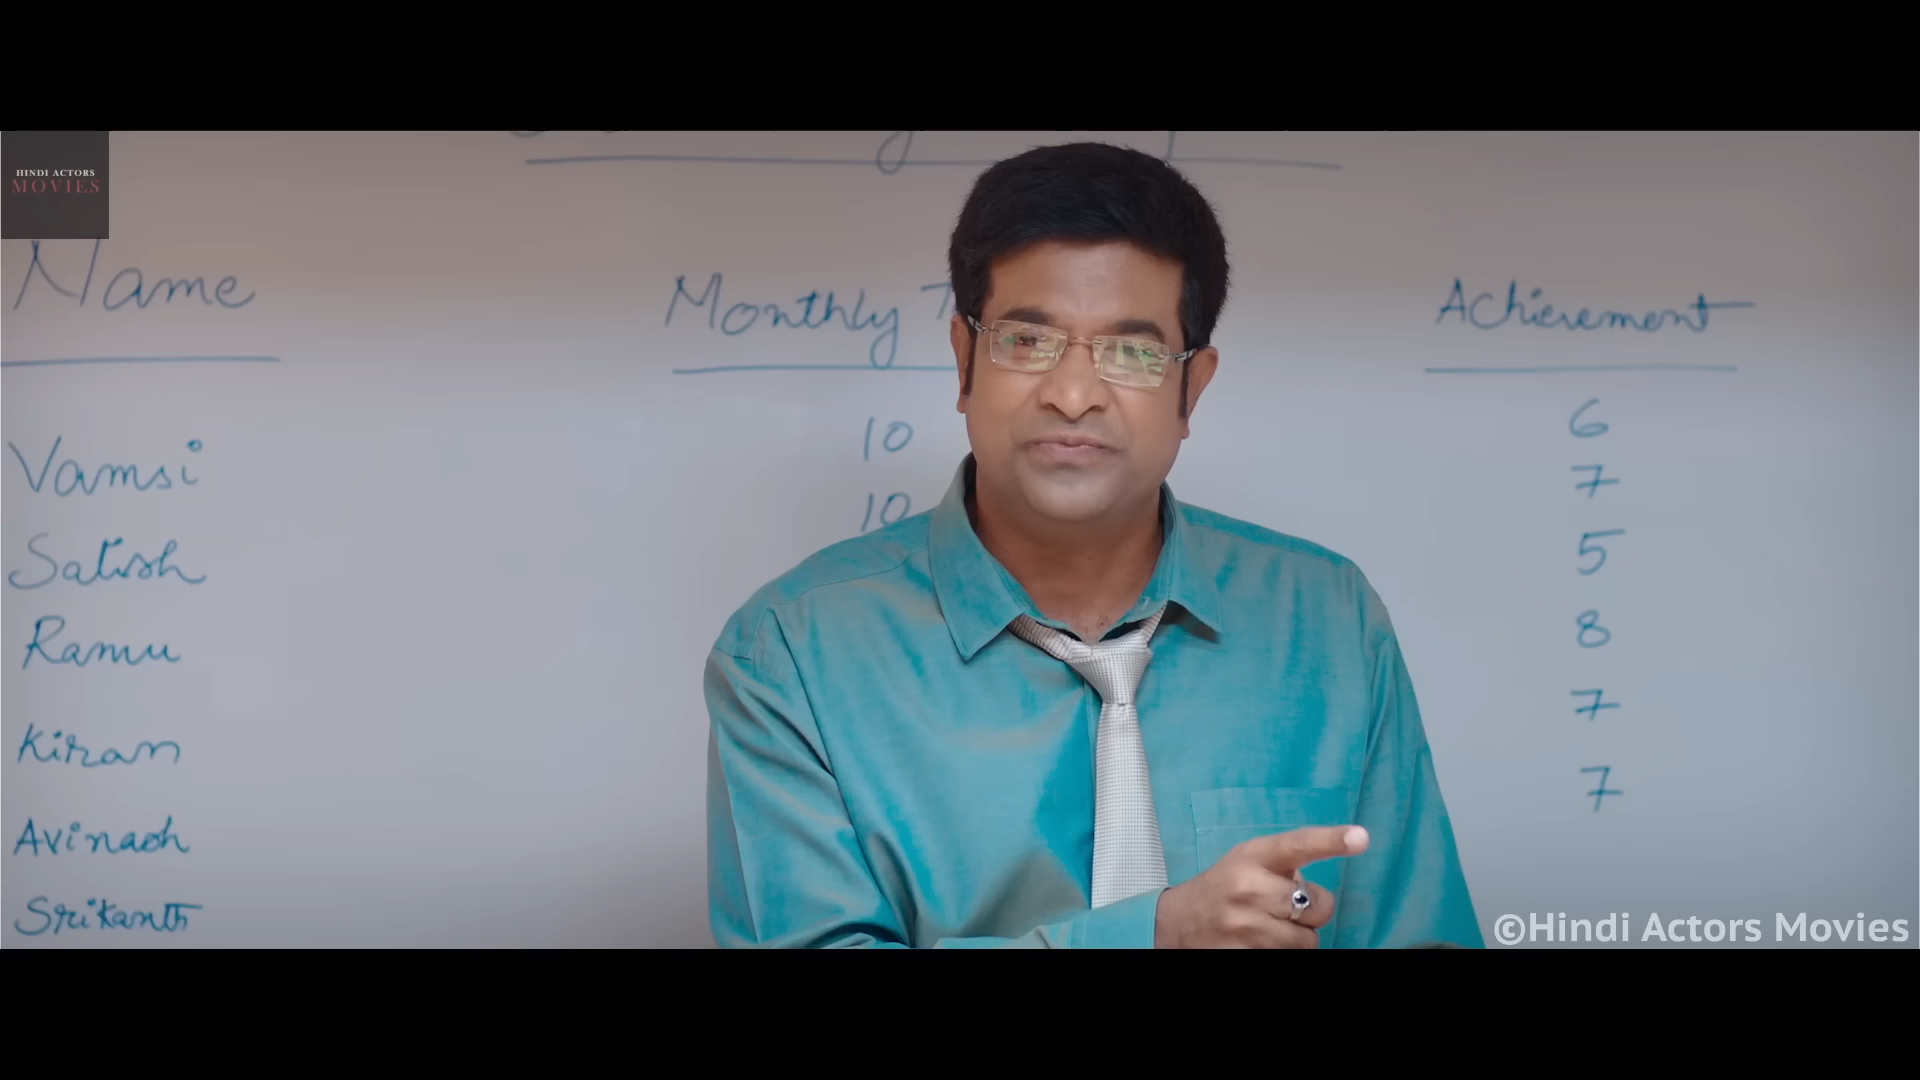 HINDI ACTORS
MOVIES
Name Monthly Achievement
Vamsi 10 6
Satish 10 7
Ramu 5
Kiran 8
Avinash 7
Srikanth 7
©Hindi Actors Movies